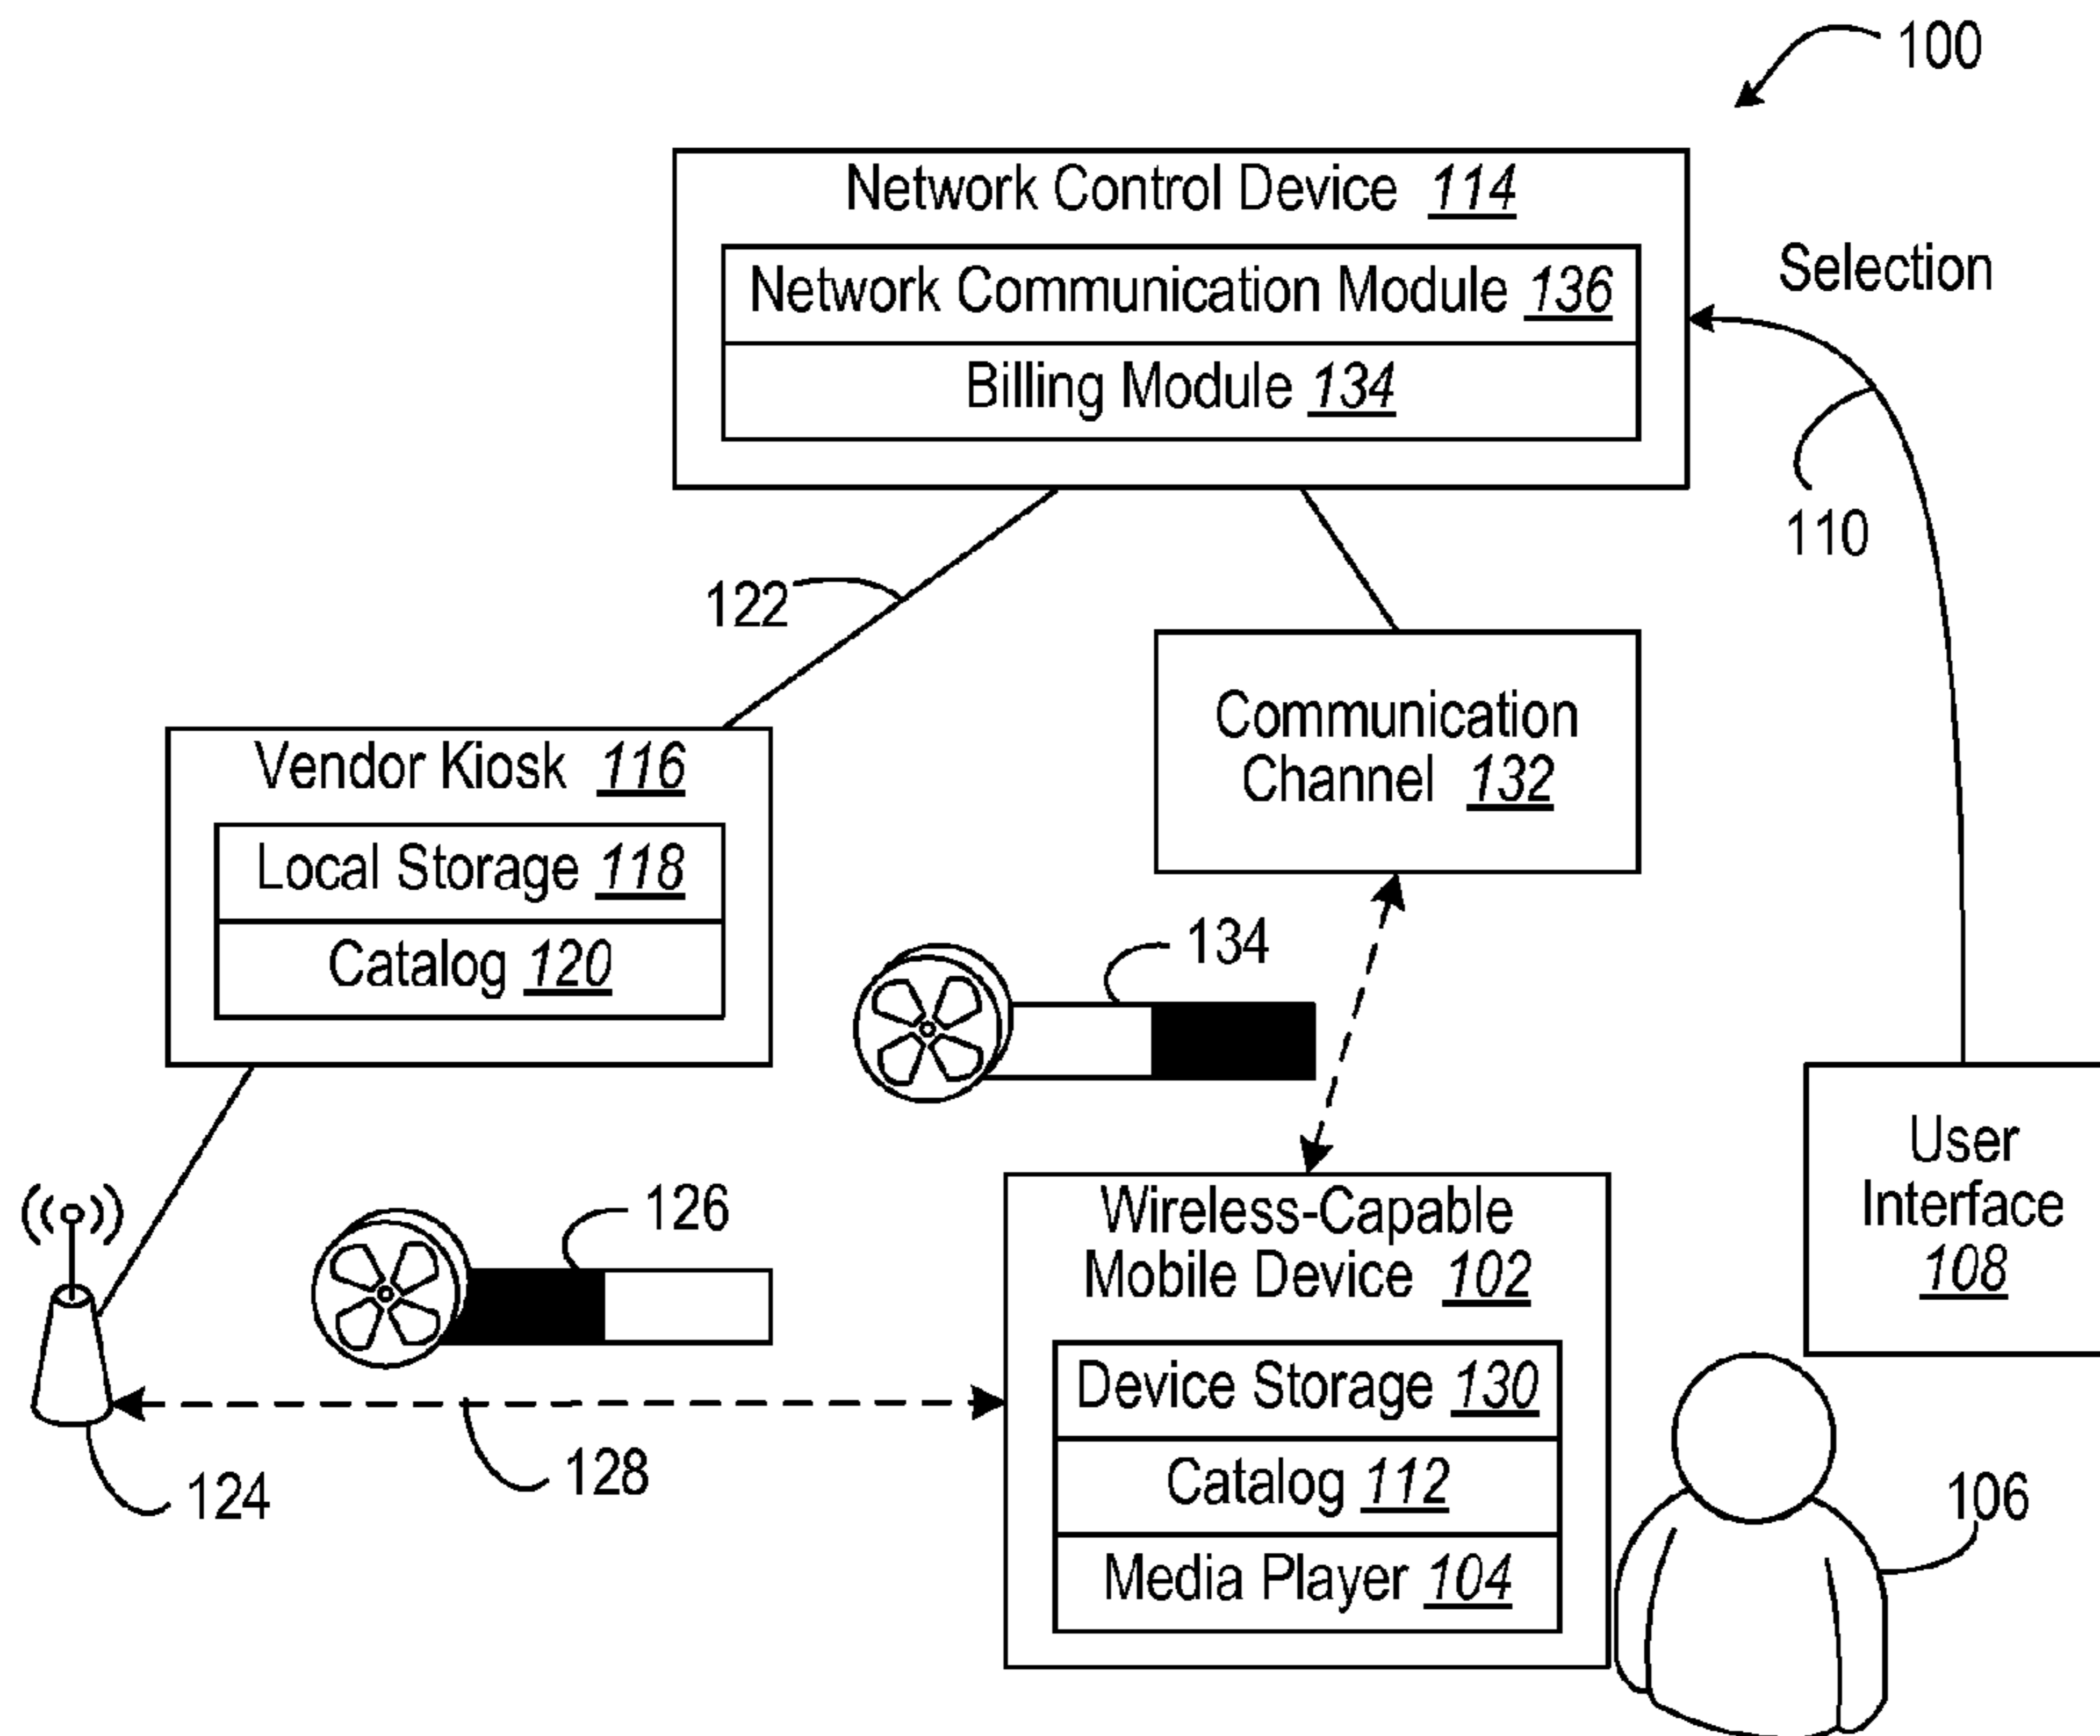 100
Network Control Device 114
Network Communication Module 136
Billing Module 134
Selection
110
122
Communication
Channel 132
Vendor Kiosk 116
Local Storage 118
Catalog 120
134
126
128
124
Wireless-Capable
Mobile Device 102
Device Storage 130
Catalog 112
Media Player 104
User
Interface
108
106